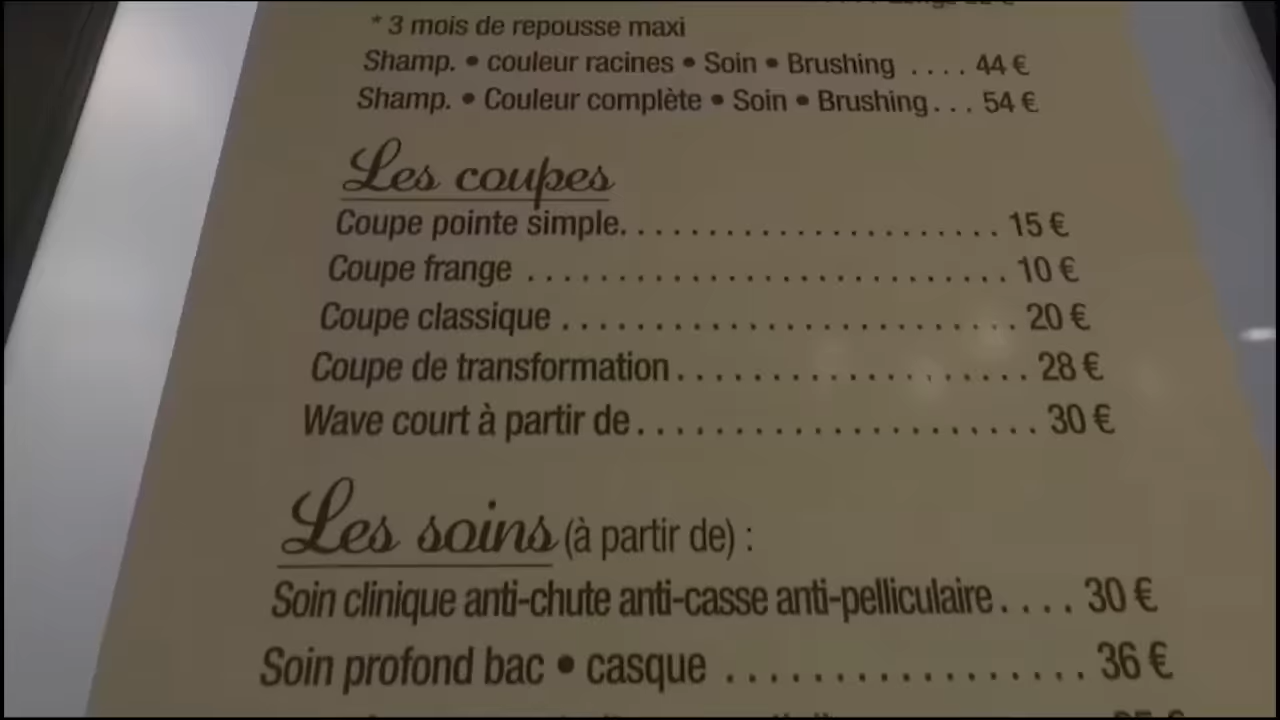 * 3 mois de repousse maxi
Shamp. • couleur racines • Soin • Brushing .... 44 €
Shamp. • Couleur complète • Soin • Brushing... 54 €
Les coupes
Coupe pointe simple...................... 15 €
Coupe frange .......................... 10 €
Coupe classique ......................... 20 €
Coupe de transformation................... 28 €
Wave court à partir de...................... 30 €
Les soins (à partir de) :
Soin clinique anti-chute anti-casse anti-pelliculaire.... 30 €
Soin profond bac • casque ................. 36 €